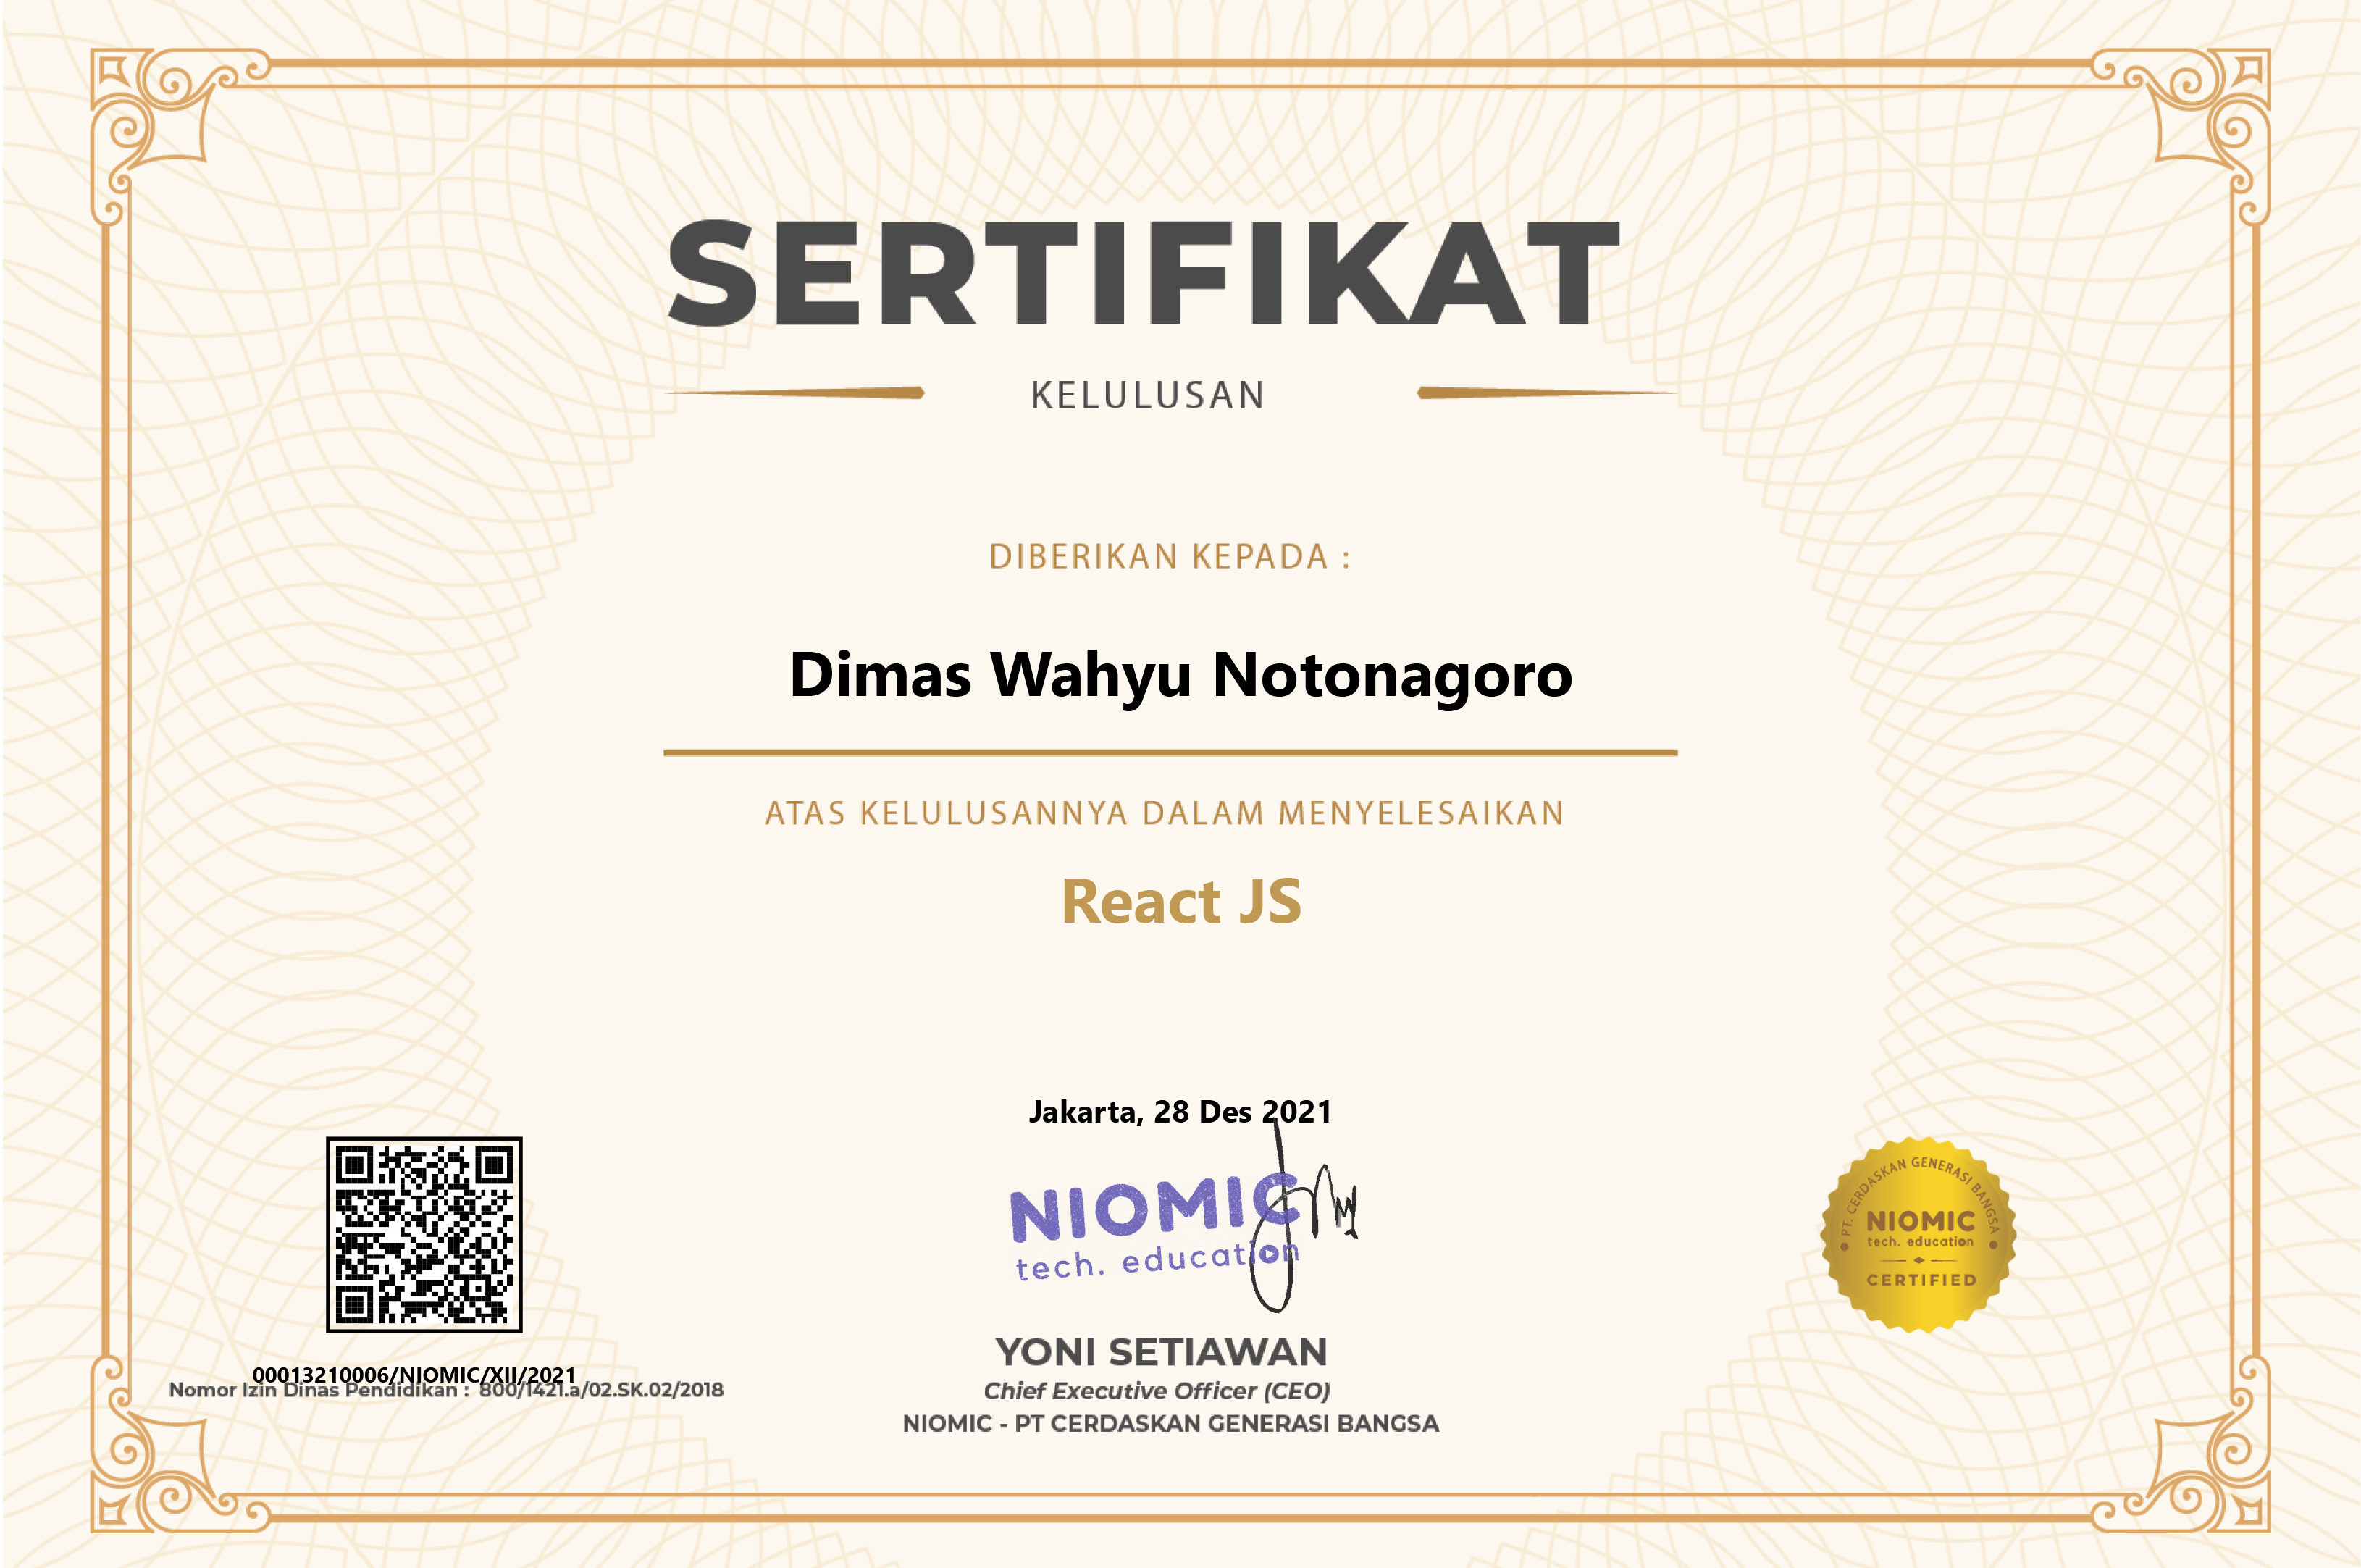 SERTIFIKAT
KELULUSAN
DIBERIKAN KEPADA :
Dimas Wahyu Notonagoro
ATAS KELULUSANNYA DALAM MENYELESAIKAN
React JS
Jakarta, 28 Des 2021
NIOMIC
tech. education
YONI SETIAWAN
Chief Executive Officer (CEO)
NIOMIC - PT CERDASKAN GENERASI BANGSA
00013210006/NIOMIC/XII/2021
Nomor Izin Dinas Pendidikan : 800/1421.a/02.SK.02/2018
• PT. CERDASKAN GENERASI BANGSA •
NIOMIC
tech. education
CERTIFIED